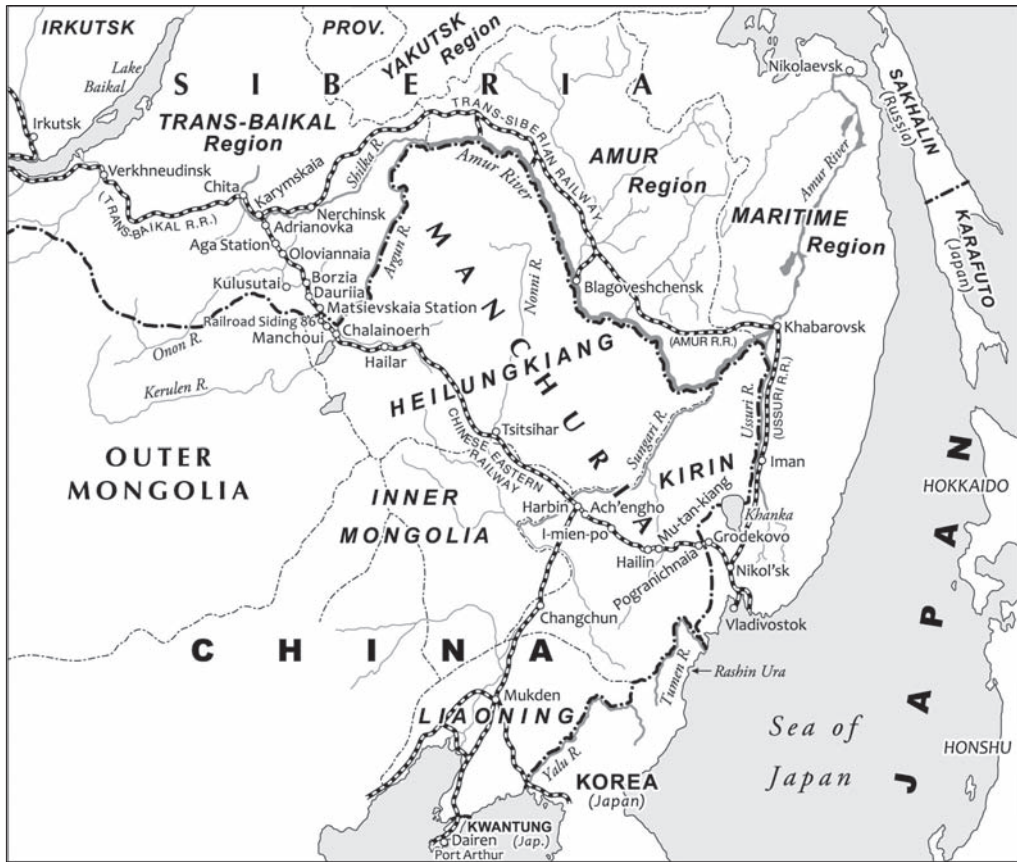 IRKUTSK
PROV.
YAKUTSK
Region
Lake
Baikal
SIBERIA
Nikolaevsk
SAKHALIN
(Russia)
Irkutsk
TRANS-BAIKAL
Region
TRANS-SIBERIAN RAILWAY
Shilka R.
Amur River
AMUR
Region
Amur River
Verkhneudinsk
Chita
Karymskaia
(TRANS-BAIKAL R.R.)
Nerchinsk
Adrianovka
Aga Station
Oloviannaia
Argun R.
MANCHURIA
Nonni R.
MARITIME
Region
KARAFUTO
(Japan)
Kulusutai
Borzia
Dauriia
Matsievskaia Station
Railroad Siding 86
Chalainoerh
Manchoui
Onon R.
Hailar
Kerulen R.
Blagoveshchensk
Khabarovsk
(AMUR R.R.)
HEILUNGKIANG
Ussuri R.
(USSURI R.R.)
OUTER
MONGOLIA
Tsitsihar
CHINESE-EASTERN
RAILWAY
Sungari R.
KIRIN
Iman
JAPAN
HOKKAIDO
INNER
MONGOLIA
Harbin
Ach'engho
I-mien-po
Mu-tan-kiang
Khanka
Hailin
Grodekovo
Pogranichnaia
Nikol'sk
Changchun
Vladivostok
CHINA
Tumen R.
Rashin Ura
Mukden
LIAONING
Yalu R.
Sea of
Japan
HONSHU
KOREA
(Japan)
KWANTUNG
(Jap.)
Dairen
Port Arthur